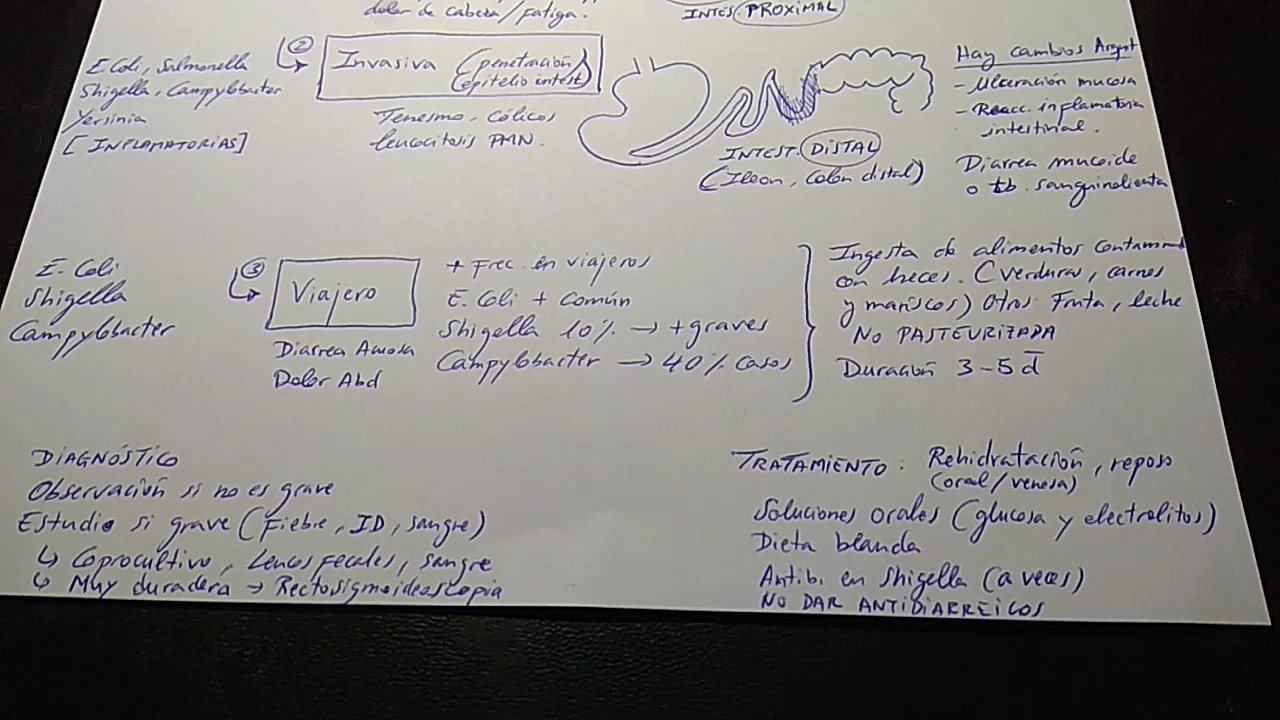 dolor de cabeza/fatiga.
INTES. PROXIMAL
E.Coli, Salmonella
Shigella, Campylobacter
Yersinia
[INFLAMATORIAS]
②
Invasiva (penetración
epitelio intest)
Tenesmo, Cólicos
leucocitosis PMN.
INTEST. DISTAL
(Ileon, Colon distal)
Hay cambios Arqnt
- Ulceración mucosa
- Reacc. inflamatoria
intestinal.
Diarrea mucoide
o tb. sanguinolienta
E. Coli
Shigella
Campylobacter
③
Viajero
Diarrea Acuosa
Dolor Abd
+ Frec. en viajeros
E. Coli + común
Shigella 10% → + graves
Campylobacter → 40% casos
Ingesta de alimentos contamind
con heces. (verduras, carnes
y mariscos) Otros: Fruta, leche
NO PASTEURIZADA
Duración 3-5 d
DIAGNÓSTICO
Observación si no es grave
Estudio si grave (Fiebre, ID, sangre)
↳ Coprocultivo, Leucos fecales, sangre
↳ Muy duradera → Rectosigmoideoscopia
TRATAMIENTO: Rehidratación, reposo
(oral/venosa)
Soluciones orales (glucosa y electrolitos)
Dieta blanda
Antib. en Shigella (a veces)
NO DAR ANTIDIARREICOS